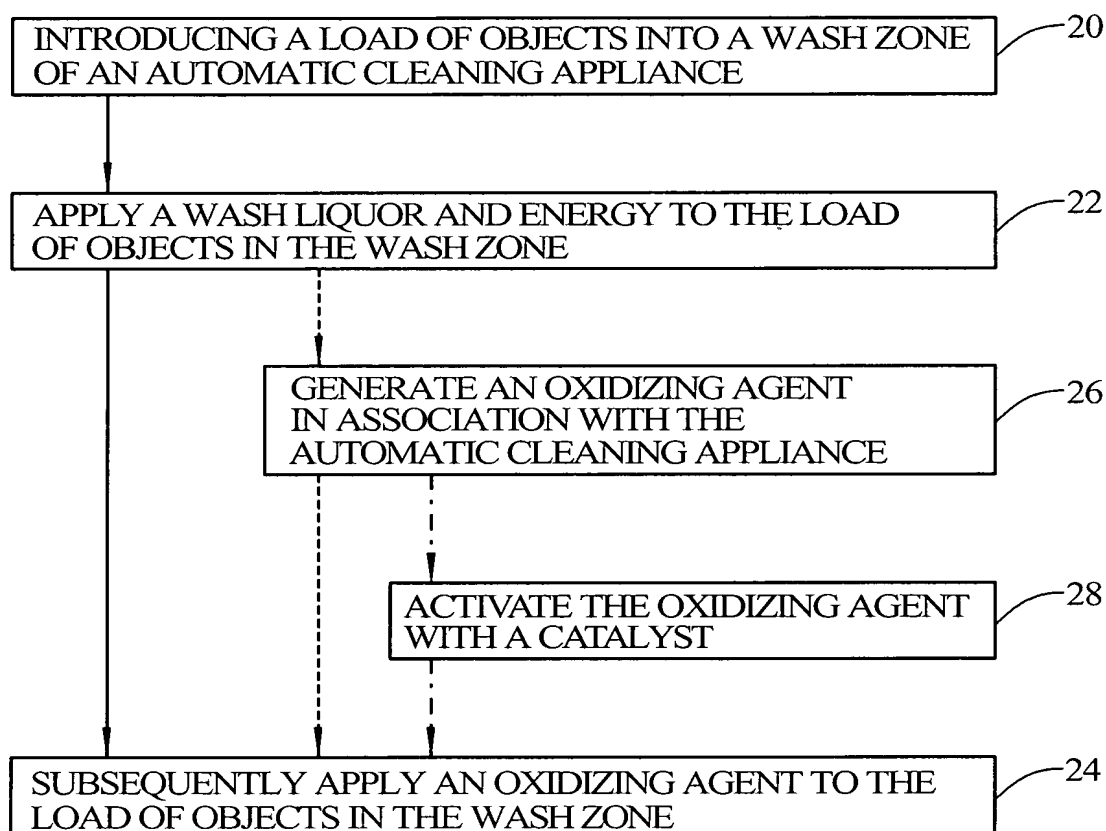 INTRODUCING A LOAD OF OBJECTS INTO A WASH ZONE
OF AN AUTOMATIC CLEANING APPLIANCE
20
APPLY A WASH LIQUOR AND ENERGY TO THE LOAD
OF OBJECTS IN THE WASH ZONE
22
GENERATE AN OXIDIZING AGENT
IN ASSOCIATION WITH THE
AUTOMATIC CLEANING APPLIANCE
26
ACTIVATE THE OXIDIZING AGENT
WITH A CATALYST
28
SUBSEQUENTLY APPLY AN OXIDIZING AGENT TO THE
LOAD OF OBJECTS IN THE WASH ZONE
24